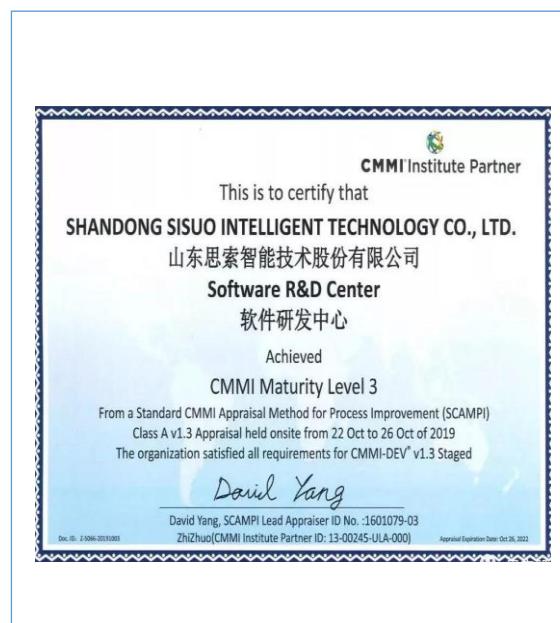 CMMI Institute Partner
This is to certify that
SHANDONG SISUO INTELLIGENT TECHNOLOGY CO., LTD.
山东思索智能技术股份有限公司
Software R&D Center
软件研发中心
Achieved
CMMI Maturity Level 3
From a Standard CMMI Appraisal Method for Process Improvement (SCAMPI)
Class A v1.3 Appraisal held onsite from 22 Oct to 26 Oct of 2019
The organization satisfied all requirements for CMMI-DEV® v1.3 Staged
David Yang
David Yang, SCAMPI Lead Appraiser ID No. :1601079-03
Doc. ID: Z-5066-20191003 ZhiZhuo(CMMI Institute Partner ID: 13-00245-ULA-000) Appraisal Expiration Date: Oct 26, 2022